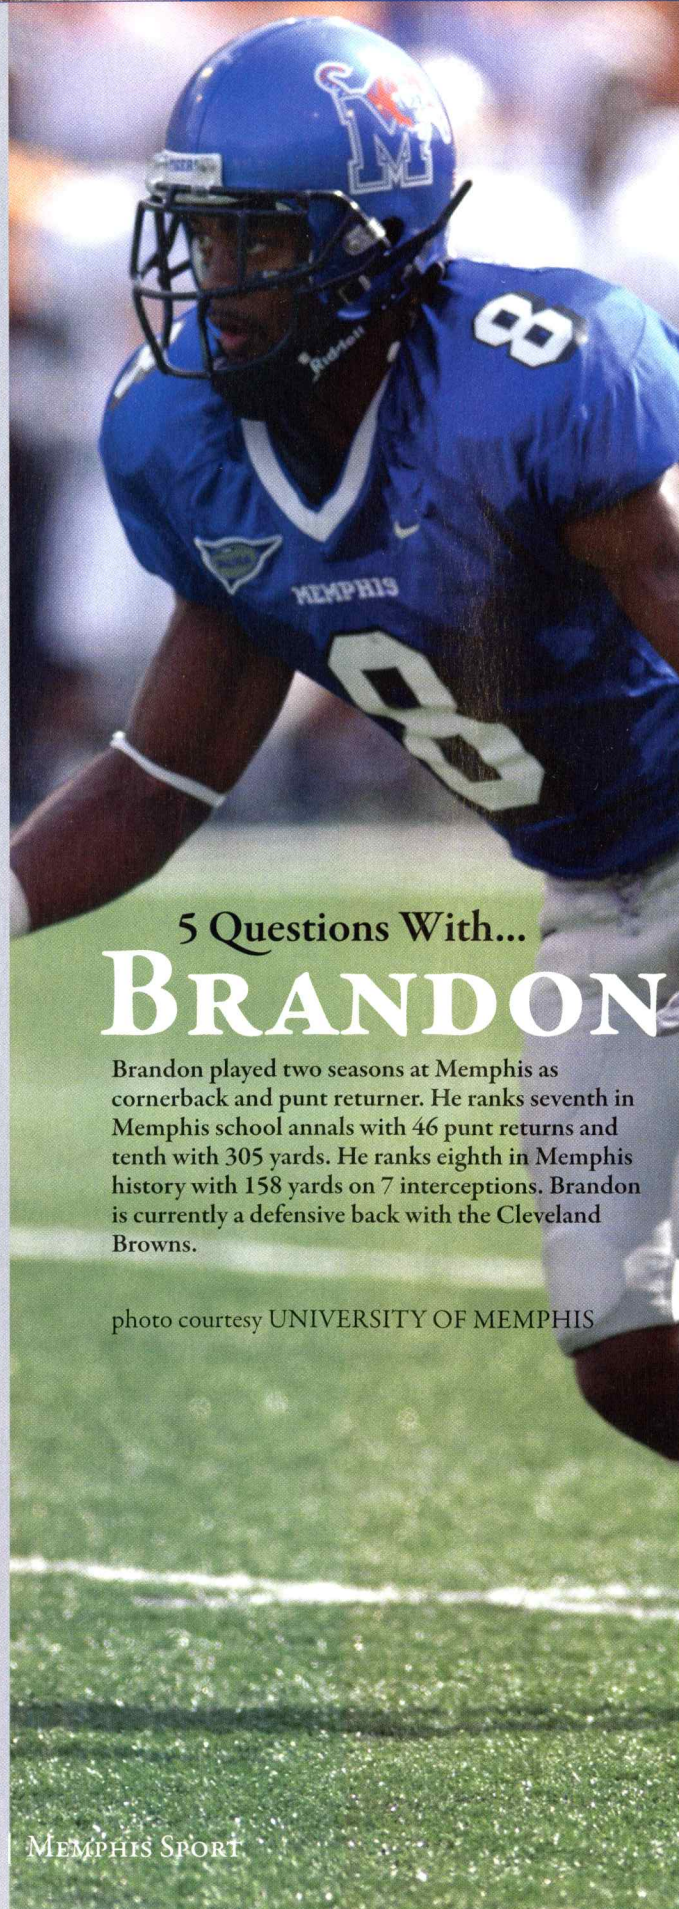 M
8
Riddell
MEMPHIS
8
5 Questions With...
BRANDON
Brandon played two seasons at Memphis as
cornerback and punt returner. He ranks seventh in
Memphis school annals with 46 punt returns and
tenth with 305 yards. He ranks eighth in Memphis
history with 158 yards on 7 interceptions. Brandon
is currently a defensive back with the Cleveland
Browns.
photo courtesy UNIVERSITY OF MEMPHIS
MEMPHIS SPORT